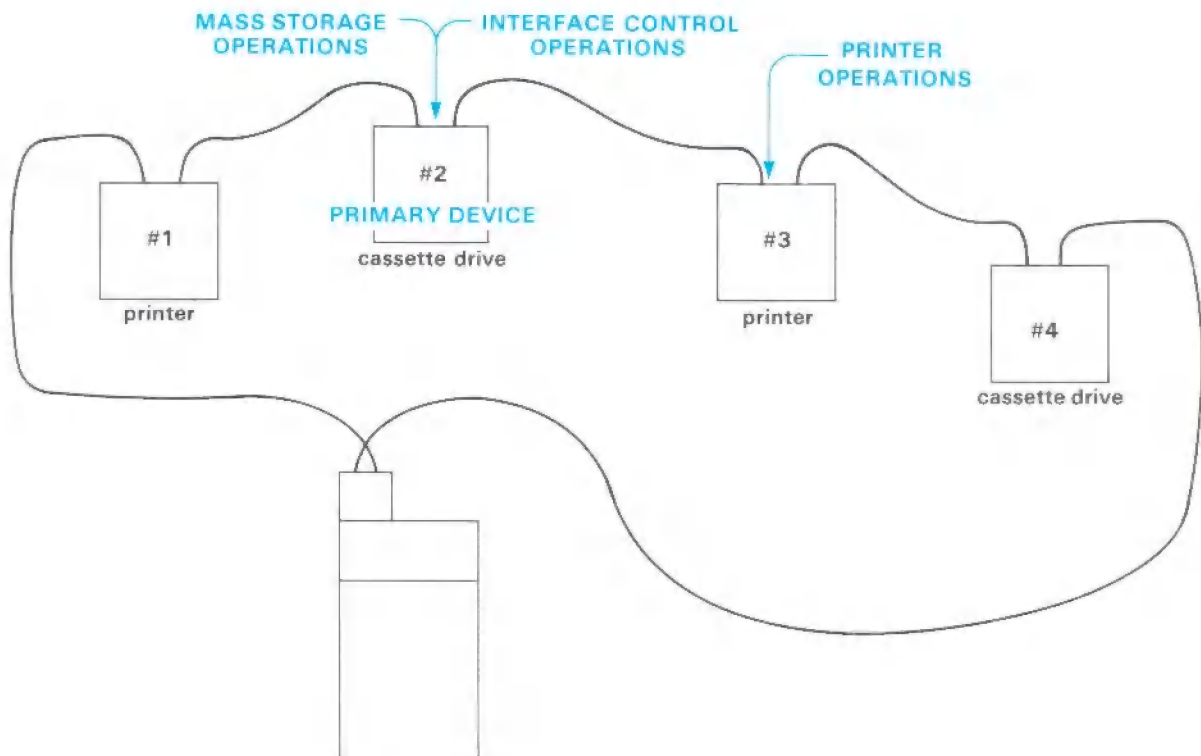 MASS STORAGE
OPERATIONS
INTERFACE CONTROL
OPERATIONS
PRINTER
OPERATIONS
#1
printer
#2
PRIMARY DEVICE
cassette drive
#3
printer
#4
cassette drive